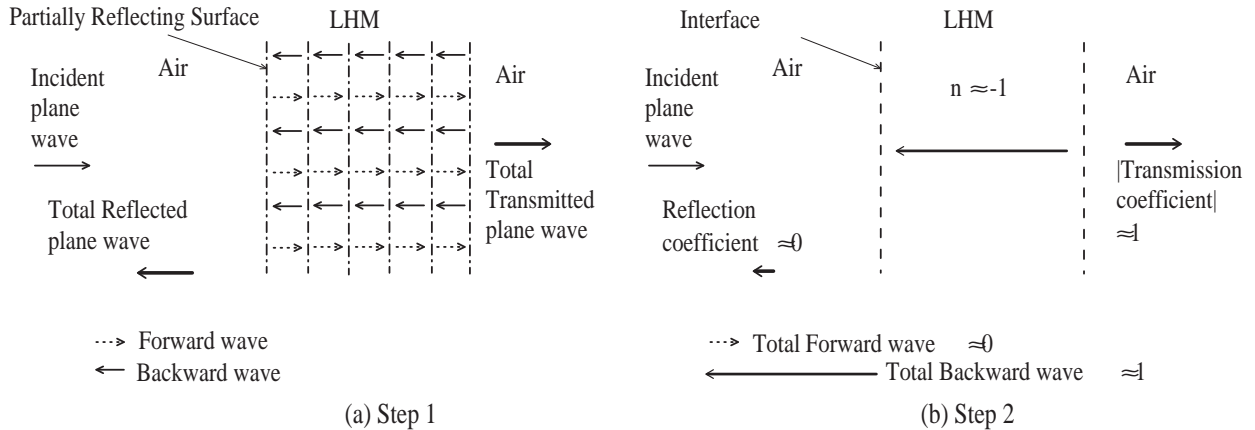 Partially Reflecting Surface
LHM
Air
Incident
plane
wave
Air
Total
Transmitted
plane wave
Total Reflected
plane wave
Forward wave
Backward wave
(a) Step 1
Interface
LHM
Air
Incident
plane
wave
n ≈-1
Air
|Transmission
coefficient|
≈1
Reflection
coefficient ≈0
Total Forward wave ≈0
Total Backward wave ≈1
(b) Step 2